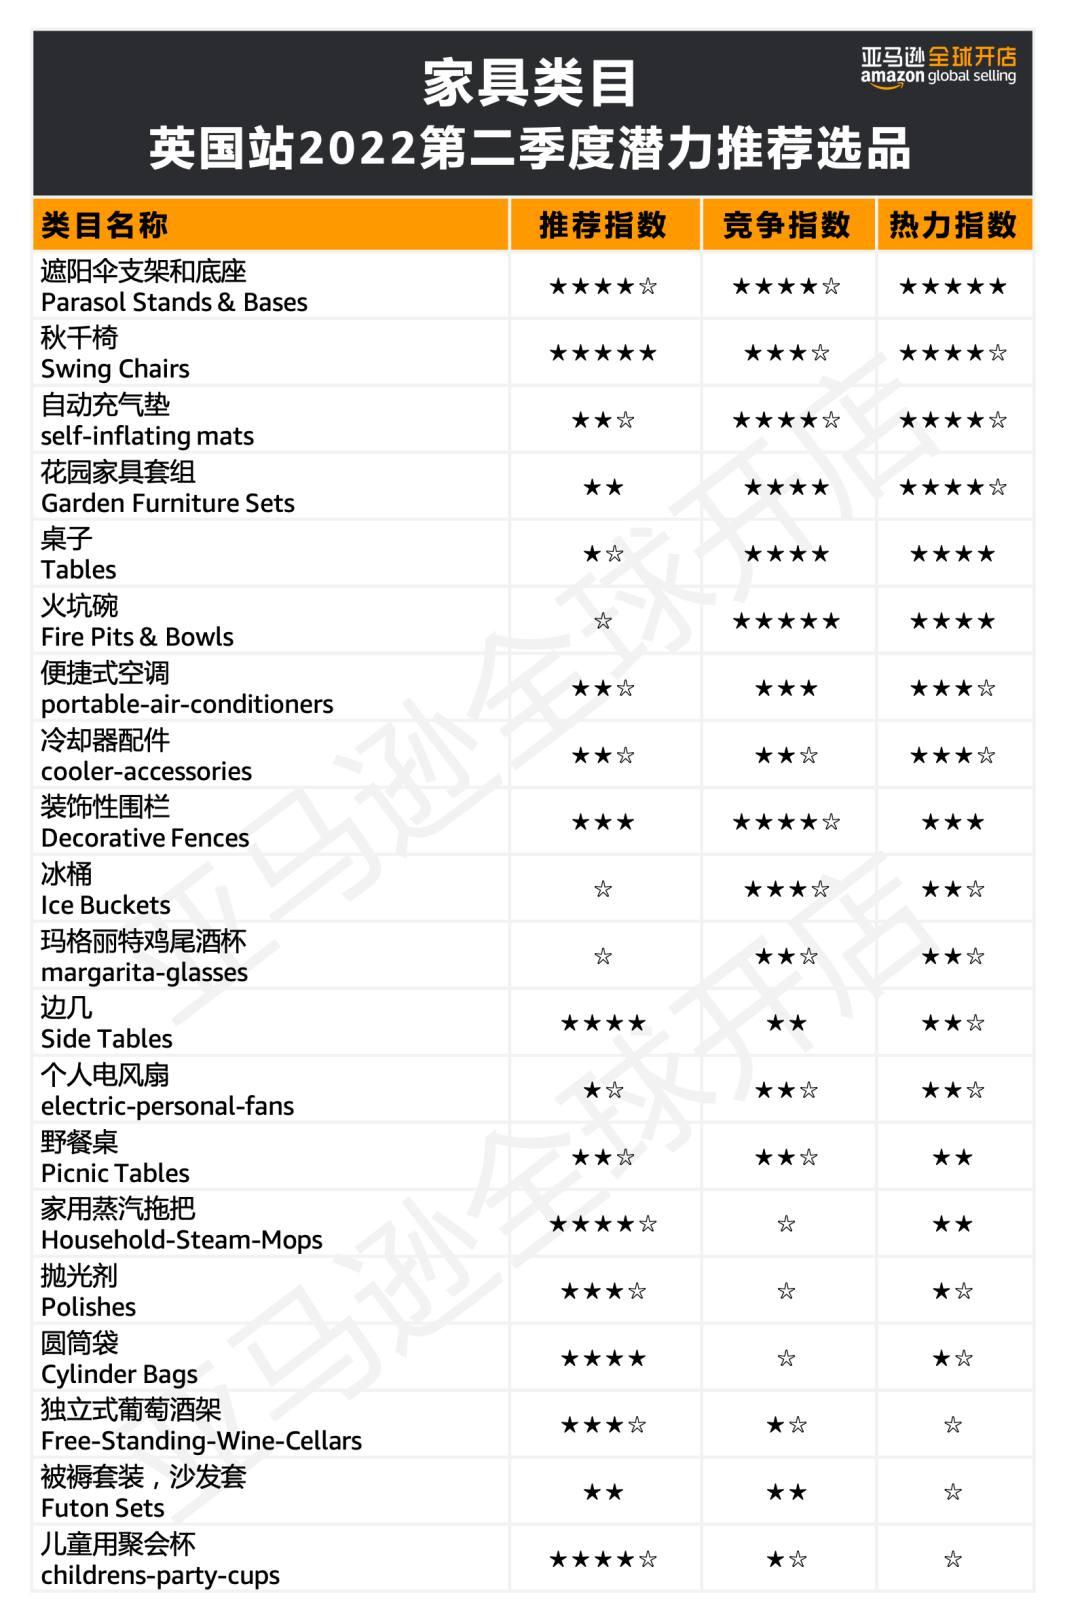 亚马逊全球开店
amazon global selling
家具类目
英国站2022第二季度潜力推荐选品
类目名称 推荐指数 竞争指数 热力指数
遮阳伞支架和底座
Parasol Stands & Bases ★★★★☆ ★★★★☆ ★★★★★
秋千椅
Swing Chairs ★★★★★ ★★★☆ ★★★★☆
自动充气垫
self-inflating mats ★★☆ ★★★★☆ ★★★★☆
花园家具套组
Garden Furniture Sets ★★ ★★★★ ★★★★☆
桌子
Tables ★☆ ★★★★ ★★★★
火坑碗
Fire Pits & Bowls ☆ ★★★★★ ★★★★
便捷式空调
portable-air-conditioners ★★☆ ★★★ ★★★☆
冷却器配件
cooler-accessories ★★☆ ★★☆ ★★★☆
装饰性围栏
Decorative Fences ★★★ ★★★★☆ ★★★
冰桶
Ice Buckets ☆ ★★★☆ ★★☆
玛格丽特鸡尾酒杯
margarita-glasses ☆ ★★☆ ★★☆
边几
Side Tables ★★★★ ★★ ★★☆
个人电风扇
electric-personal-fans ★☆ ★★☆ ★★☆
野餐桌
Picnic Tables ★★☆ ★★☆ ★★
家用蒸汽拖把
Household-Steam-Mops ★★★★☆ ☆ ★★
抛光剂
Polishes ★★★☆ ☆ ★☆
圆筒袋
Cylinder Bags ★★★★ ☆ ★☆
独立式葡萄酒架
Free-Standing-Wine-Cellars ★★★☆ ★☆ ☆
被褥套装，沙发套
Futon Sets ★★ ★★ ☆
儿童用聚会杯
childrens-party-cups ★★★★☆ ★☆ ☆
亚马逊全球开店
亚马逊全球开店